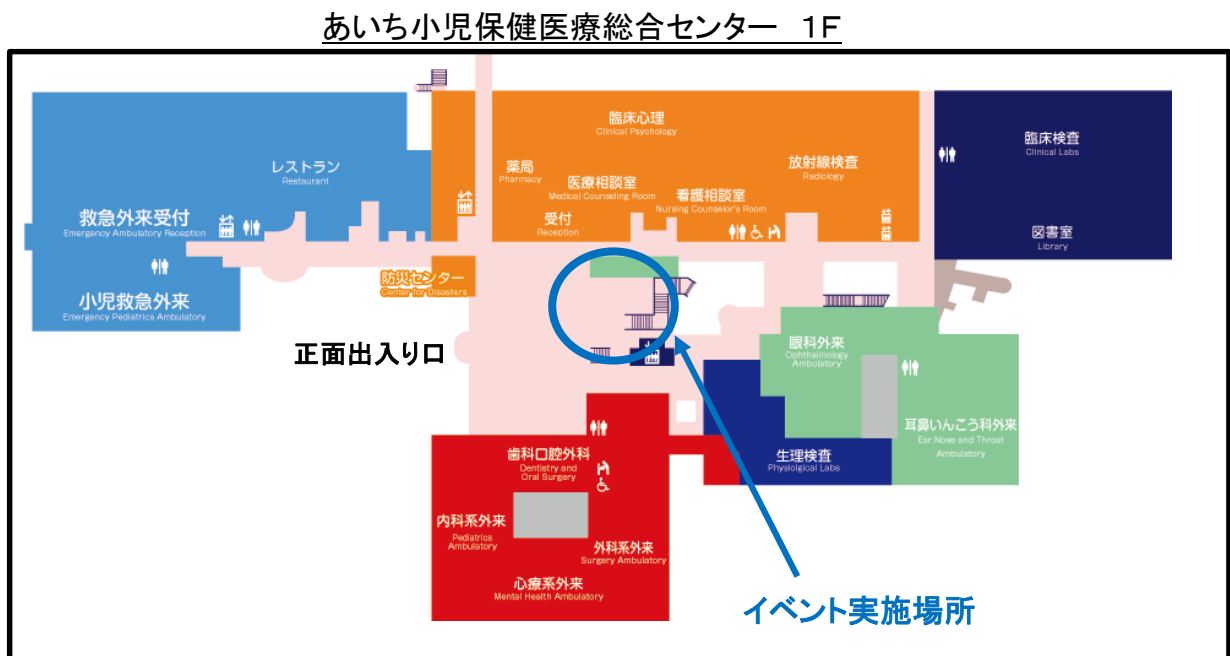 あいち小児保健医療総合センター　1F
臨床心理
Clinical Psychology
臨床検査
Clinical Labs
レストラン
Restaurant
薬局
Pharmacy
医療相談室
Medical Counseling Room
看護相談室
Nursing Counselor's Room
放射線検査
Radiology
救急外来受付
Emergency Ambulatory Reception
受付
Reception
図書室
Library
防災センター
Center for Disasters
小児救急外来
Emergency Pediatrics Ambulatory
正面出入り口
眼科外来
Ophthalmology
Ambulatory
耳鼻いんこう科外来
Ear,Nose and Throat
Ambulatory
歯科口腔外科
Dentistry and
Oral Surgery
生理検査
Physiolgical Labs
内科系外来
Pediatrics
Ambulatory
外科系外来
Surgery Ambulatory
心療系外来
Mental Health Ambulatory
イベント実施場所